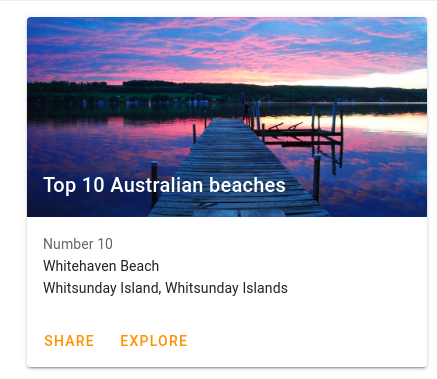 Top 10 Australian beaches
Number 10
Whitehaven Beach
Whitsunday Island, Whitsunday Islands
SHARE EXPLORE